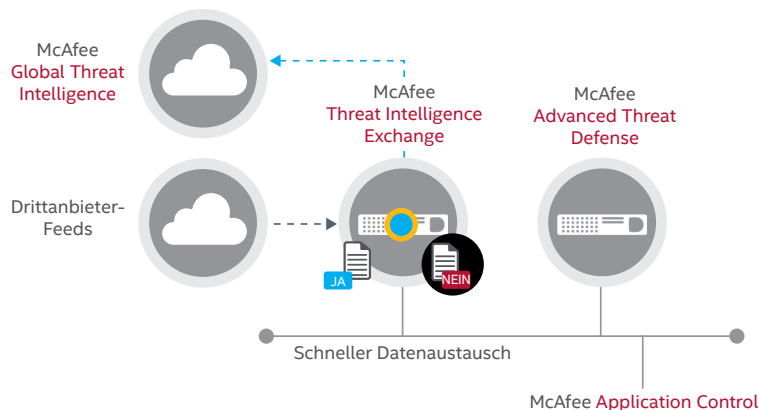 McAfee
Global Threat
Intelligence
McAfee
Threat Intelligence
Exchange
McAfee
Advanced Threat
Defense
Drittanbieter-
Feeds
JA
NEIN
Schneller Datenaustausch
McAfee Application Control